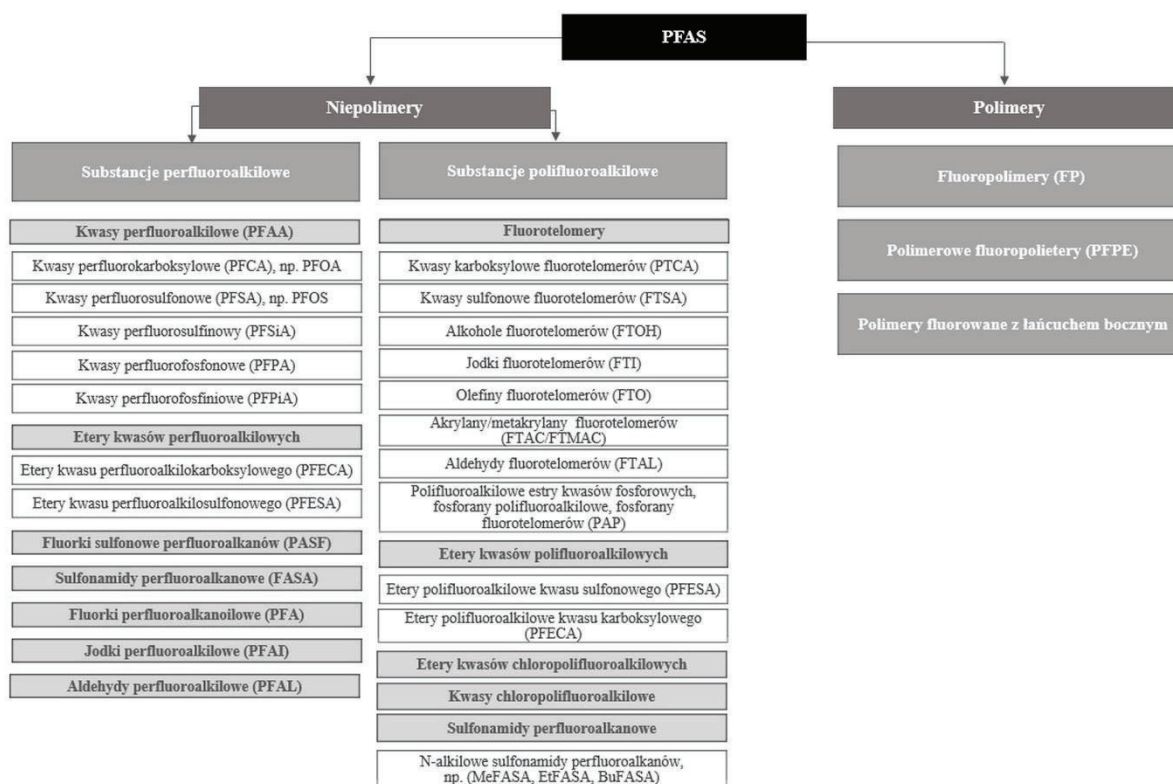 PFAS
Niepolimery
Polimery
Substancje perfluoroalkilowe
Kwasy perfluoroalkilowe (PFAA)
Kwasy perfluorokarboksylowe (PFCA), np. PFOA
Kwasy perfluorosulfonowe (PFSA), np. PFOS
Kwasy perfluorosulfinowy (PFSiA)
Kwasy perfluorofosfonowe (PFPA)
Kwasy perfluorofosfiniowe (PFPiA)
Etery kwasów perfluoroalkilowych
Etery kwasu perfluoroalkilokarboksylowego (PFECA)
Etery kwasu perfluoroalkilosulfonowego (PFESA)
Fluorki sulfonowe perfluoroalkanów (PASF)
Sulfonamidy perfluoroalkanowe (FASA)
Fluorki perfluoroalkanoilowe (PFA)
Jodki perfluoroalkilowe (PFAI)
Aldehydy perfluoroalkilowe (PFAL)
Substancje polifluoroalkilowe
Fluorotelomery
Kwasy karboksylowe fluorotelomerów (PTCA)
Kwasy sulfonowe fluorotelomerów (FTSA)
Alkohole fluorotelomerów (FTOH)
Jodki fluorotelomerów (FTI)
Olefiny fluorotelomerów (FTO)
Akrylany/metakrylany fluorotelomerów
(FTAC/FTMAC)
Aldehydy fluorotelomerów (FTAL)
Polifluoroalkilowe estry kwasów fosforowych,
fosforany polifluoroalkilowe, fosforany
fluorotelomerów (PAP)
Etery kwasów polifluoroalkilowych
Etery polifluoroalkilowe kwasu sulfonowego (PFESA)
Etery polifluoroalkilowe kwasu karboksylowego
(PFECA)
Etery kwasów chloropolifluoroalkilowych
Kwasy chloropolifluoroalkilowe
Sulfonamidy perfluoroalkanowe
N-alkilowe sulfonamidy perfluoroalkanów,
np. (MeFASA, EtFASA, BuFASA)
Fluoropolimery (FP)
Polimerowe fluoropolietery (PFPE)
Polimery fluorowane z łańcuchem bocznym